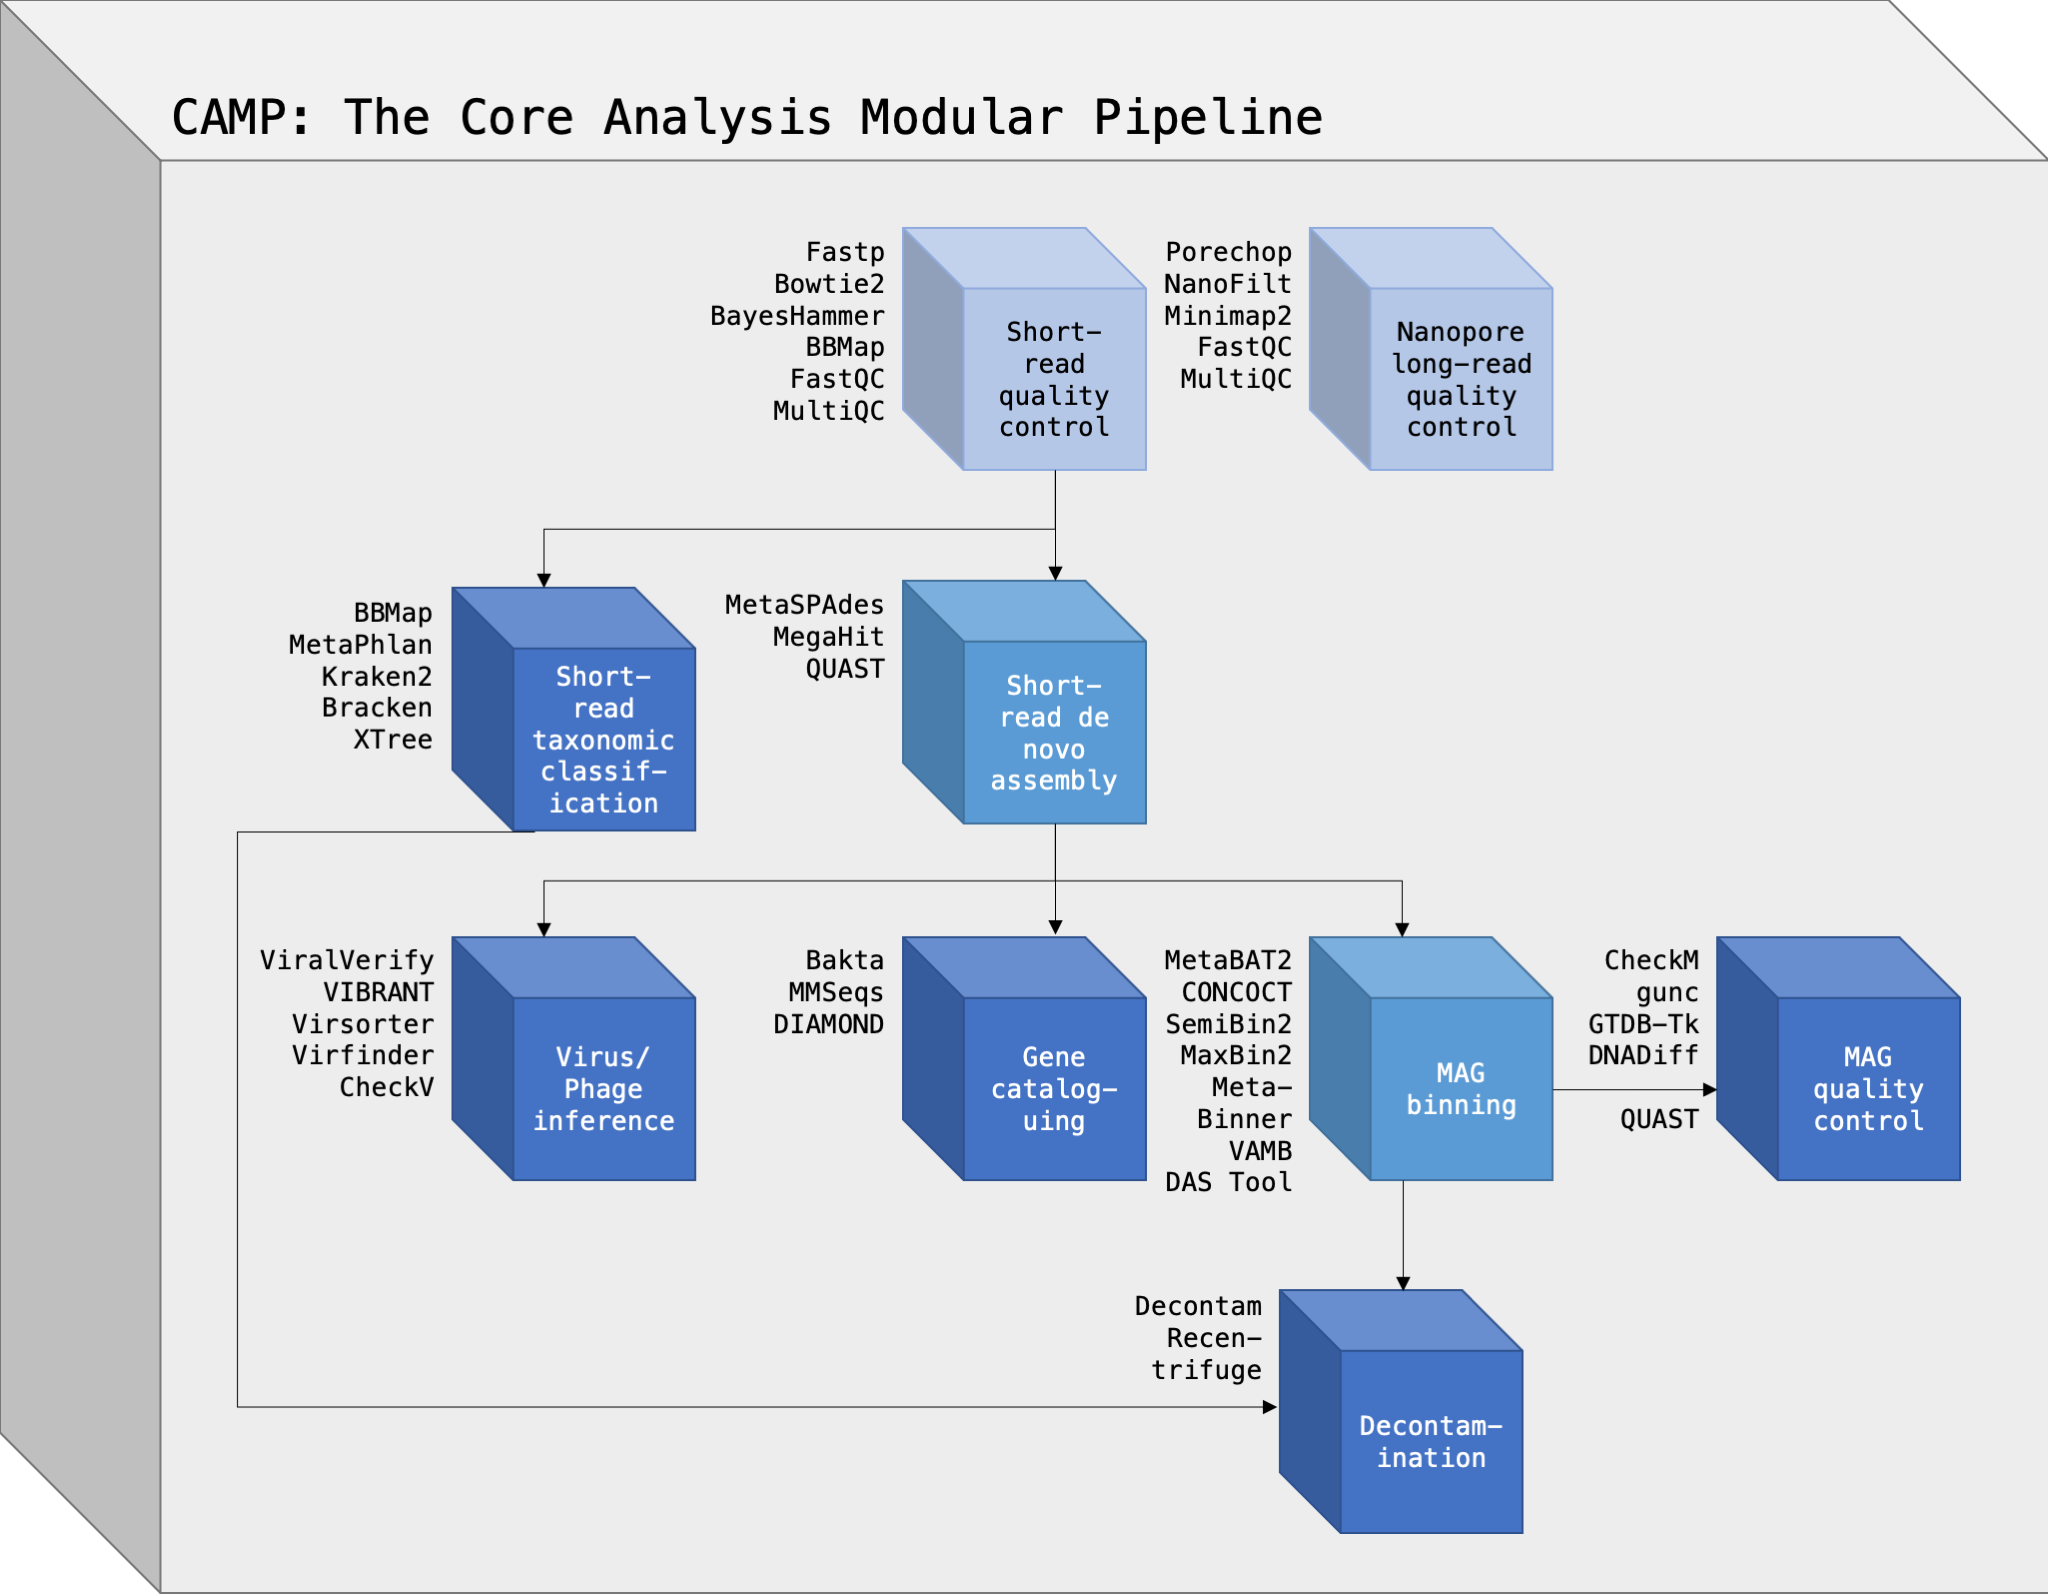 CAMP: The Core Analysis Modular Pipeline
Fastp
Bowtie2
BayesHammer
BBMap
FastQC
MultiQC
Short-
read
quality
control
Porechop
NanoFilt
Minimap2
FastQC
MultiQC
Nanopore
long-read
quality
control
BBMap
MetaPhlan
Kraken2
Bracken
XTree
Short-
read
taxonomic
classif-
ication
MetaSPAdes
MegaHit
QUAST
Short-
read de
novo
assembly
ViralVerify
VIBRANT
Virsorter
Virfinder
CheckV
Virus/
Phage
inference
Bakta
MMSeqs
DIAMOND
Gene
catalog-
uing
MetaBAT2
CONCOCT
SemiBin2
MaxBin2
Meta-
Binner
VAMB
DAS Tool
MAG
binning
CheckM
gunc
GTDB-Tk
DNADiff
QUAST
MAG
quality
control
Decontam
Recen-
trifuge
Decontam-
ination